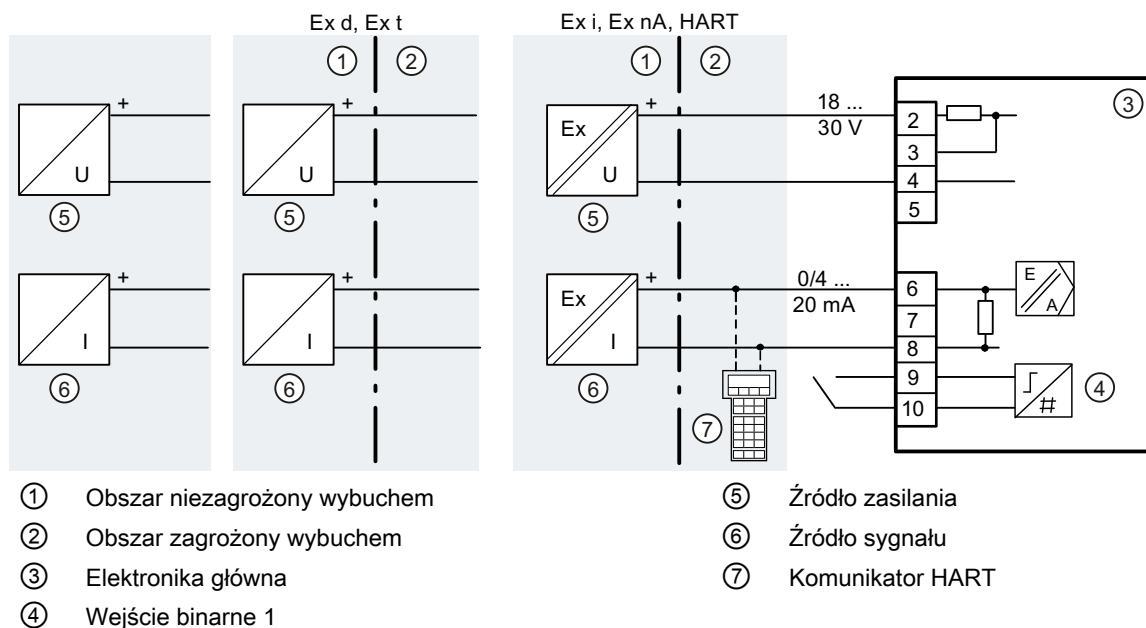 Ex d, Ex t
Ex i, Ex nA, HART
① ②
① ②
③
+
+
+
18 ...
30 V
2
3
4
5
U
U
Ex
U
⑤
⑤
⑤
+
+
+
0/4 ...
20 mA
6
7
8
9
10
E
A
I
I
Ex
I
⑥
⑥
⑥
⑦
#
④
① Obszar niezagrożony wybuchem
② Obszar zagrożony wybuchem
③ Elektronika główna
④ Wejście binarne 1
⑤ Źródło zasilania
⑥ Źródło sygnału
⑦ Komunikator HART